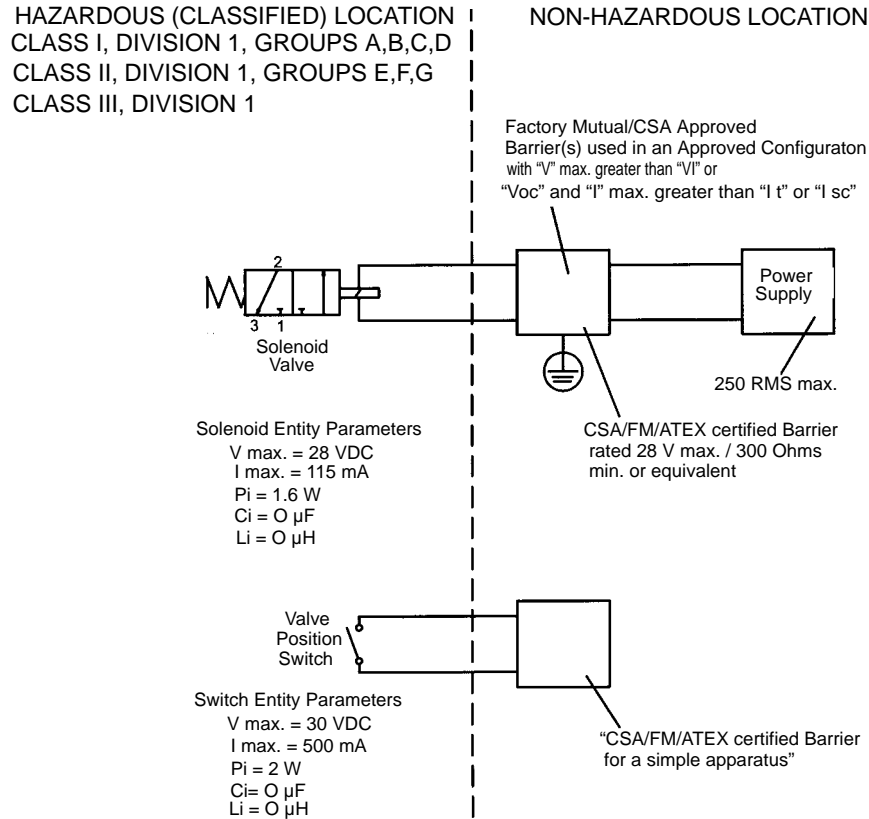 HAZARDOUS (CLASSIFIED) LOCATION
CLASS I, DIVISION 1, GROUPS A,B,C,D
CLASS II, DIVISION 1, GROUPS E,F,G
CLASS III, DIVISION 1
NON-HAZARDOUS LOCATION
Factory Mutual/CSA Approved
Barrier(s) used in an Approved Configuraton
with “V” max. greater than “VI” or
“Voc” and “I” max. greater than “I t” or “I sc”
2
3 1
Solenoid
Valve
Power
Supply
250 RMS max.
Solenoid Entity Parameters
V max. = 28 VDC
I max. = 115 mA
Pi = 1.6 W
Ci = O µF
Li = O µH
CSA/FM/ATEX certified Barrier
rated 28 V max. / 300 Ohms
min. or equivalent
Valve
Position
Switch
Switch Entity Parameters
V max. = 30 VDC
I max. = 500 mA
Pi = 2 W
Ci= O µF
Li = O µH
“CSA/FM/ATEX certified Barrier
for a simple apparatus”